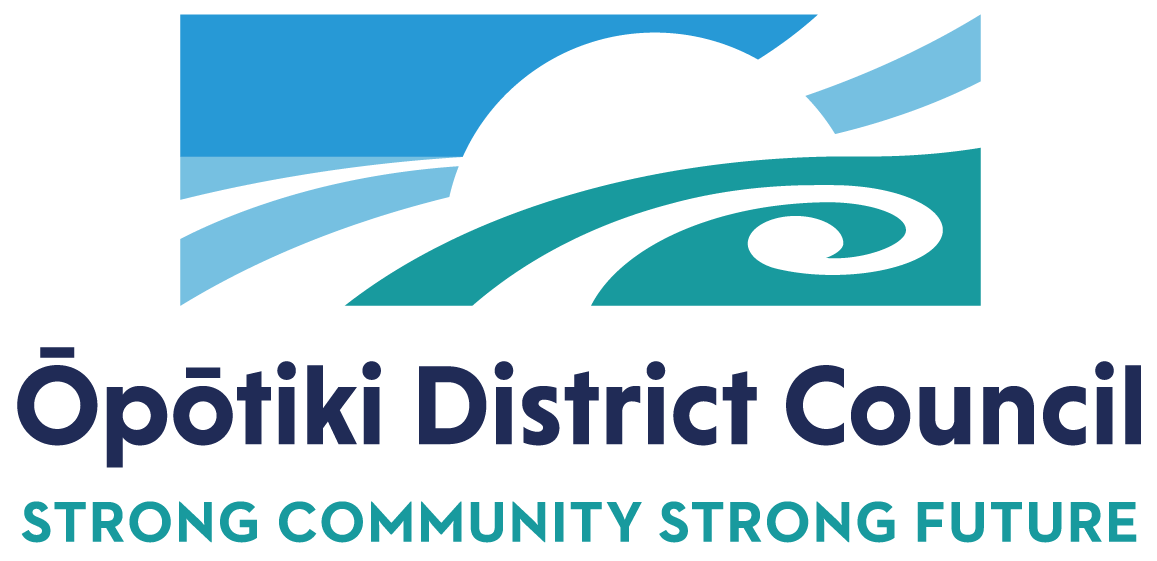 Ōpōtiki District Council
STRONG COMMUNITY STRONG FUTURE